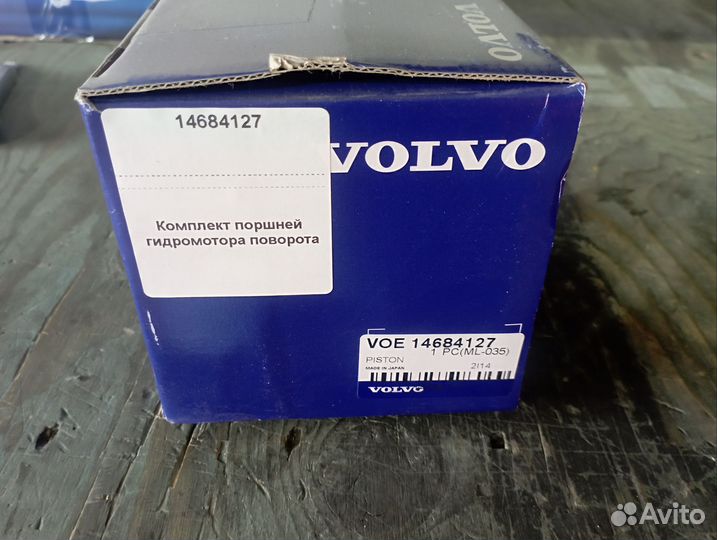 VOLVO
14684127
VOLVO
Комплект поршней
гидромотора поворота
VOE 14684127
1 PC(ML-035)
PISTON
MADE IN JAPAN
2I14
VOLVO
Avito